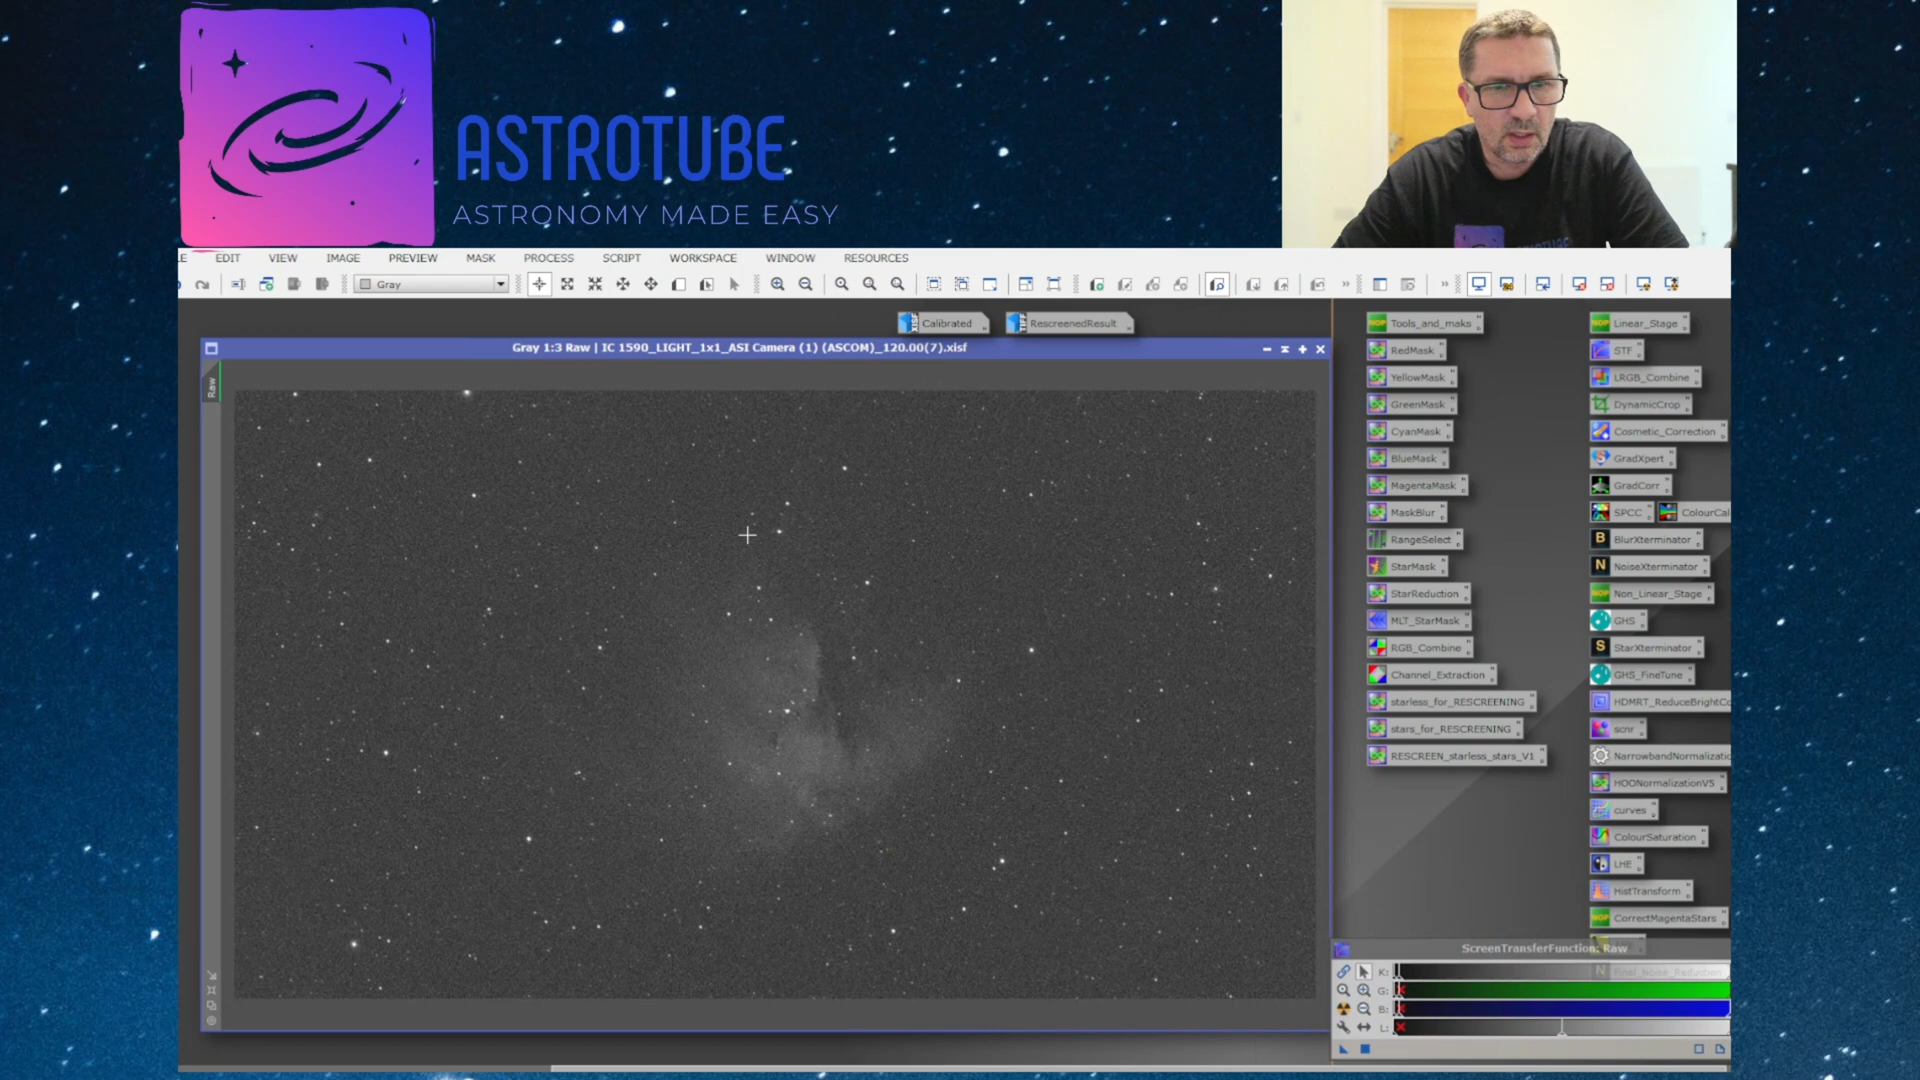 ASTROTUBE
ASTRONOMY MADE EASY
EDIT VIEW IMAGE PREVIEW MASK PROCESS SCRIPT WORKSPACE WINDOW RESOURCES
Gray
Calibrated
RescreenedResult
Gray 1:3 Raw | IC 1590_LIGHT_1x1_ASI Camera (1) (ASCOM)_120.00(7).xisf
Raw
Tools_and_maks
RedMask
YellowMask
GreenMask
CyanMask
BlueMask
MagentaMask
MaskBlur
RangeSelect
StarMask
StarReduction
MLT_StarMask
RGB_Combine
Channel_Extraction
starless_for_RESCREENING
stars_for_RESCREENING
RESCREEN_starless_stars_V1
Linear_Stage
STF
LRGB_Combine
DynamicCrop
Cosmetic_Correction
GradXpert
GradCorr
SPCC ColourCal
BlurXterminator
NoiseXterminator
Non_Linear_Stage
GHS
StarXterminator
GHS_FineTune
HDMRT_ReduceBrightCo
scnr
NarrowbandNormalizatio
HOONormalizationV5
curves
ColourSaturation
LHE
HistTransform
CorrectMagentaStars
ScreenTransferFunction: Raw
Final_Noise_Reduction
K:
G:
B:
L: